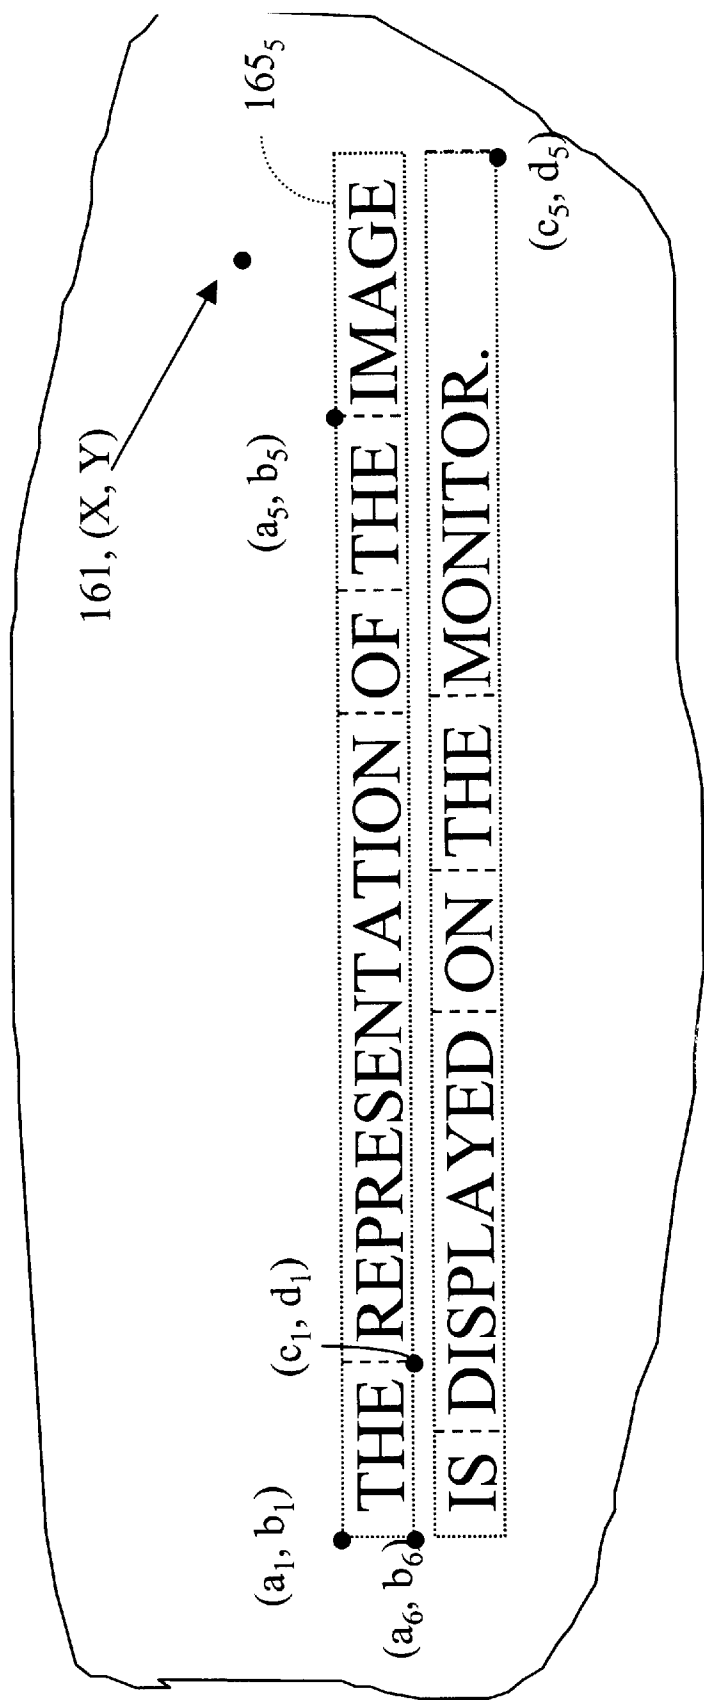 161, (X, Y)
165₅
(a₁, b₁)
(c₁, d₁)
(a₅, b₅)
THE REPRESENTATION OF THE IMAGE
(a₆, b₆)
IS DISPLAYED ON THE MONITOR.
(c₅, d₅)